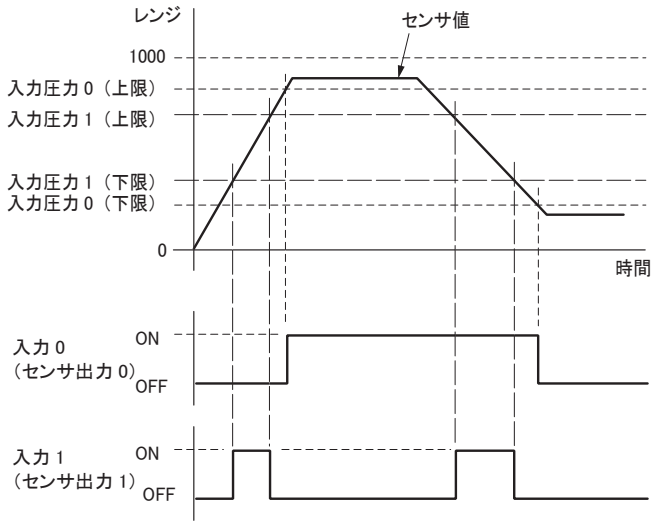 レンジ
センサ値
1000
入力圧力 0（上限）
入力圧力 1（上限）
入力圧力 1（下限）
入力圧力 0（下限）
0
時間
入力 0
（センサ出力 0）
ON
OFF
入力 1
（センサ出力 1）
ON
OFF